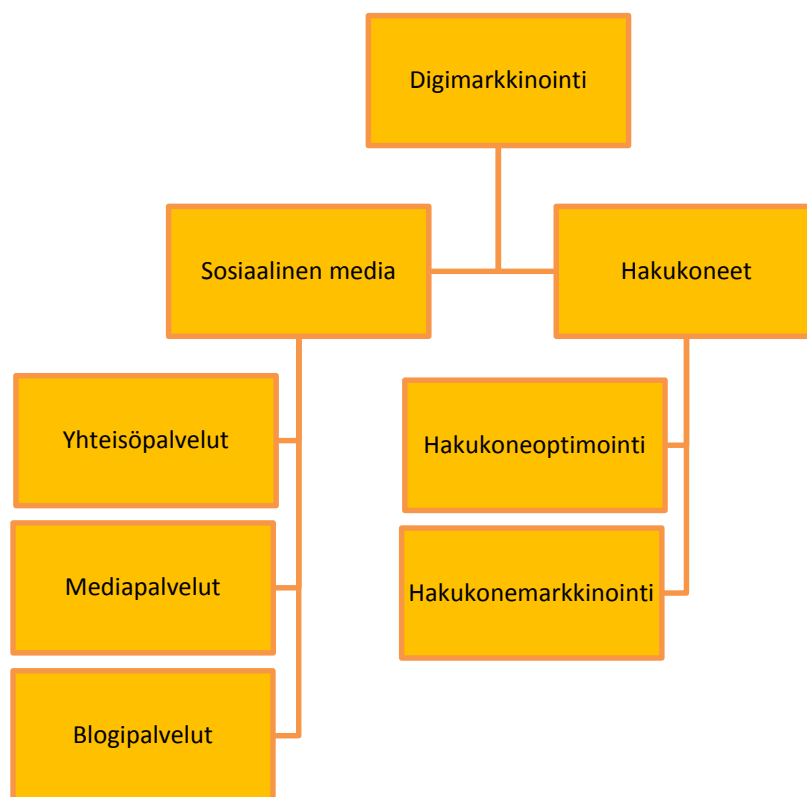 Digimarkkinointi
Sosiaalinen media
Hakukoneet
Yhteisöpalvelut
Hakukoneoptimointi
Mediapalvelut
Hakukonemarkkinointi
Blogipalvelut